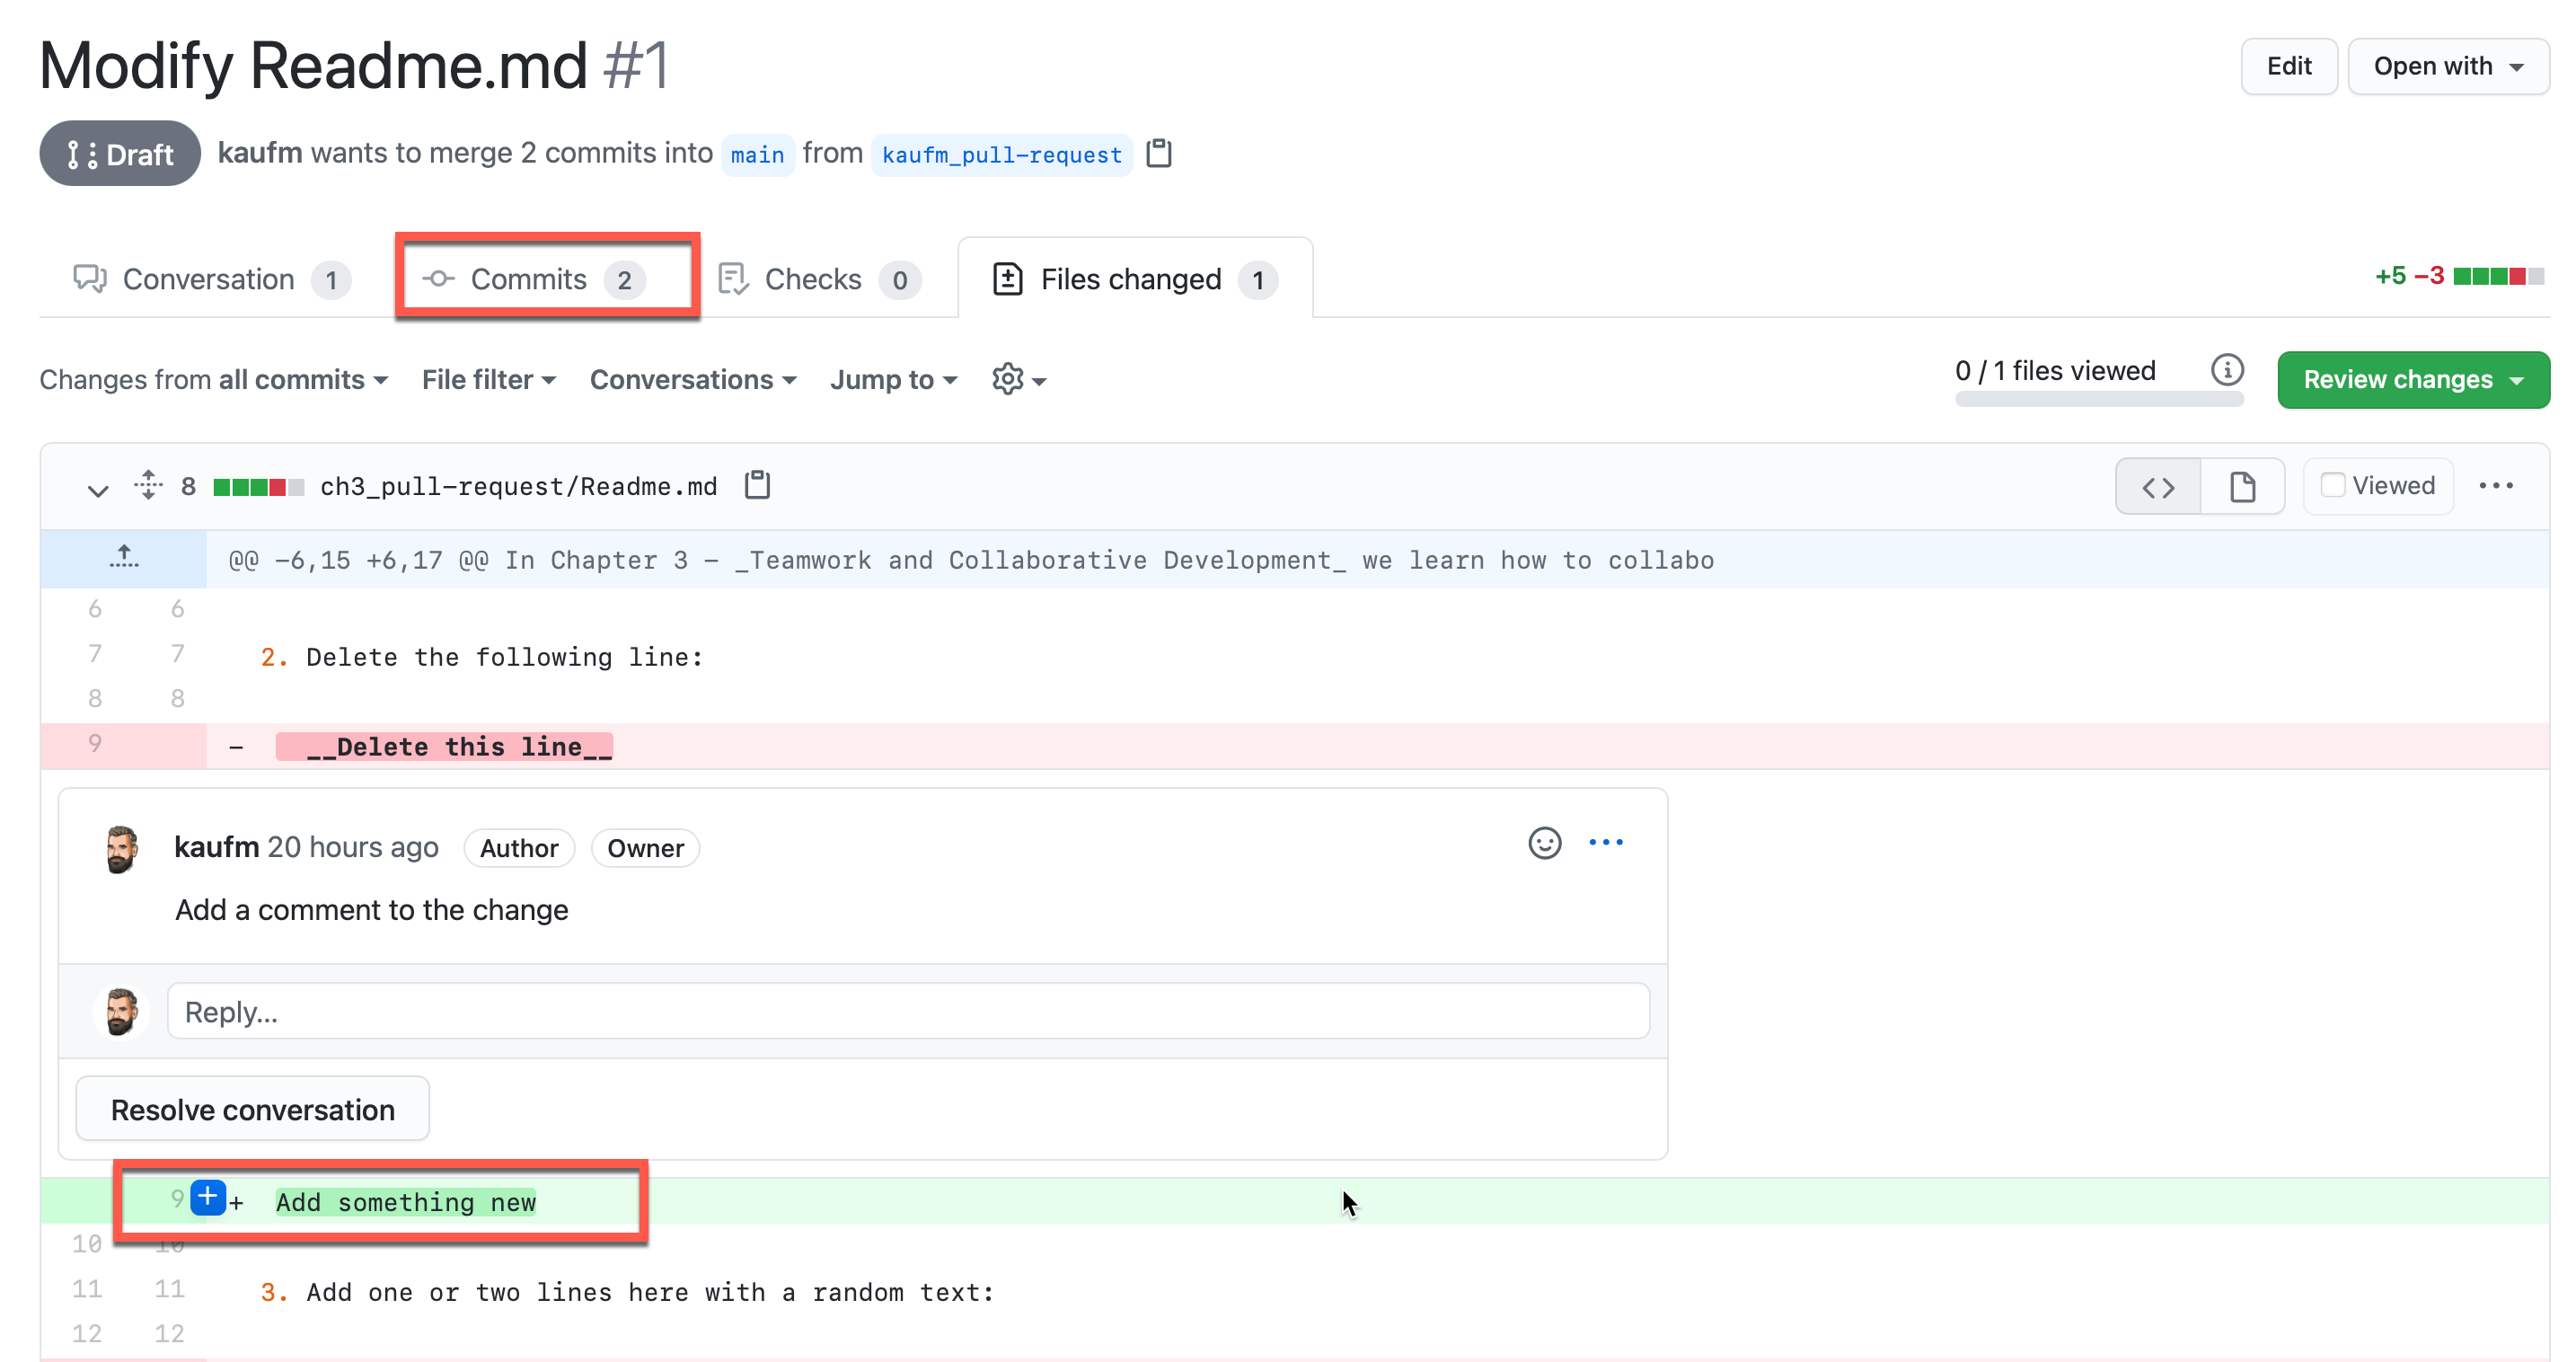 Modify Readme.md #1
Edit
Open with
Draft
kaufm wants to merge 2 commits into main from kaufm_pull-request
Conversation 1
Commits 2
Checks 0
Files changed 1
+5 −3
Changes from all commits
File filter
Conversations
Jump to
0 / 1 files viewed
Review changes
8
ch3_pull-request/Readme.md
Viewed
@@ -6,15 +6,17 @@ In Chapter 3 – _Teamwork and Collaborative Development_ we learn how to collabo
6 6
7 7 2. Delete the following line:
8 8
9 - __Delete this line__
kaufm 20 hours ago Author Owner
Add a comment to the change
Reply...
Resolve conversation
9 + Add something new
10 10
11 11 3. Add one or two lines here with a random text:
12 12